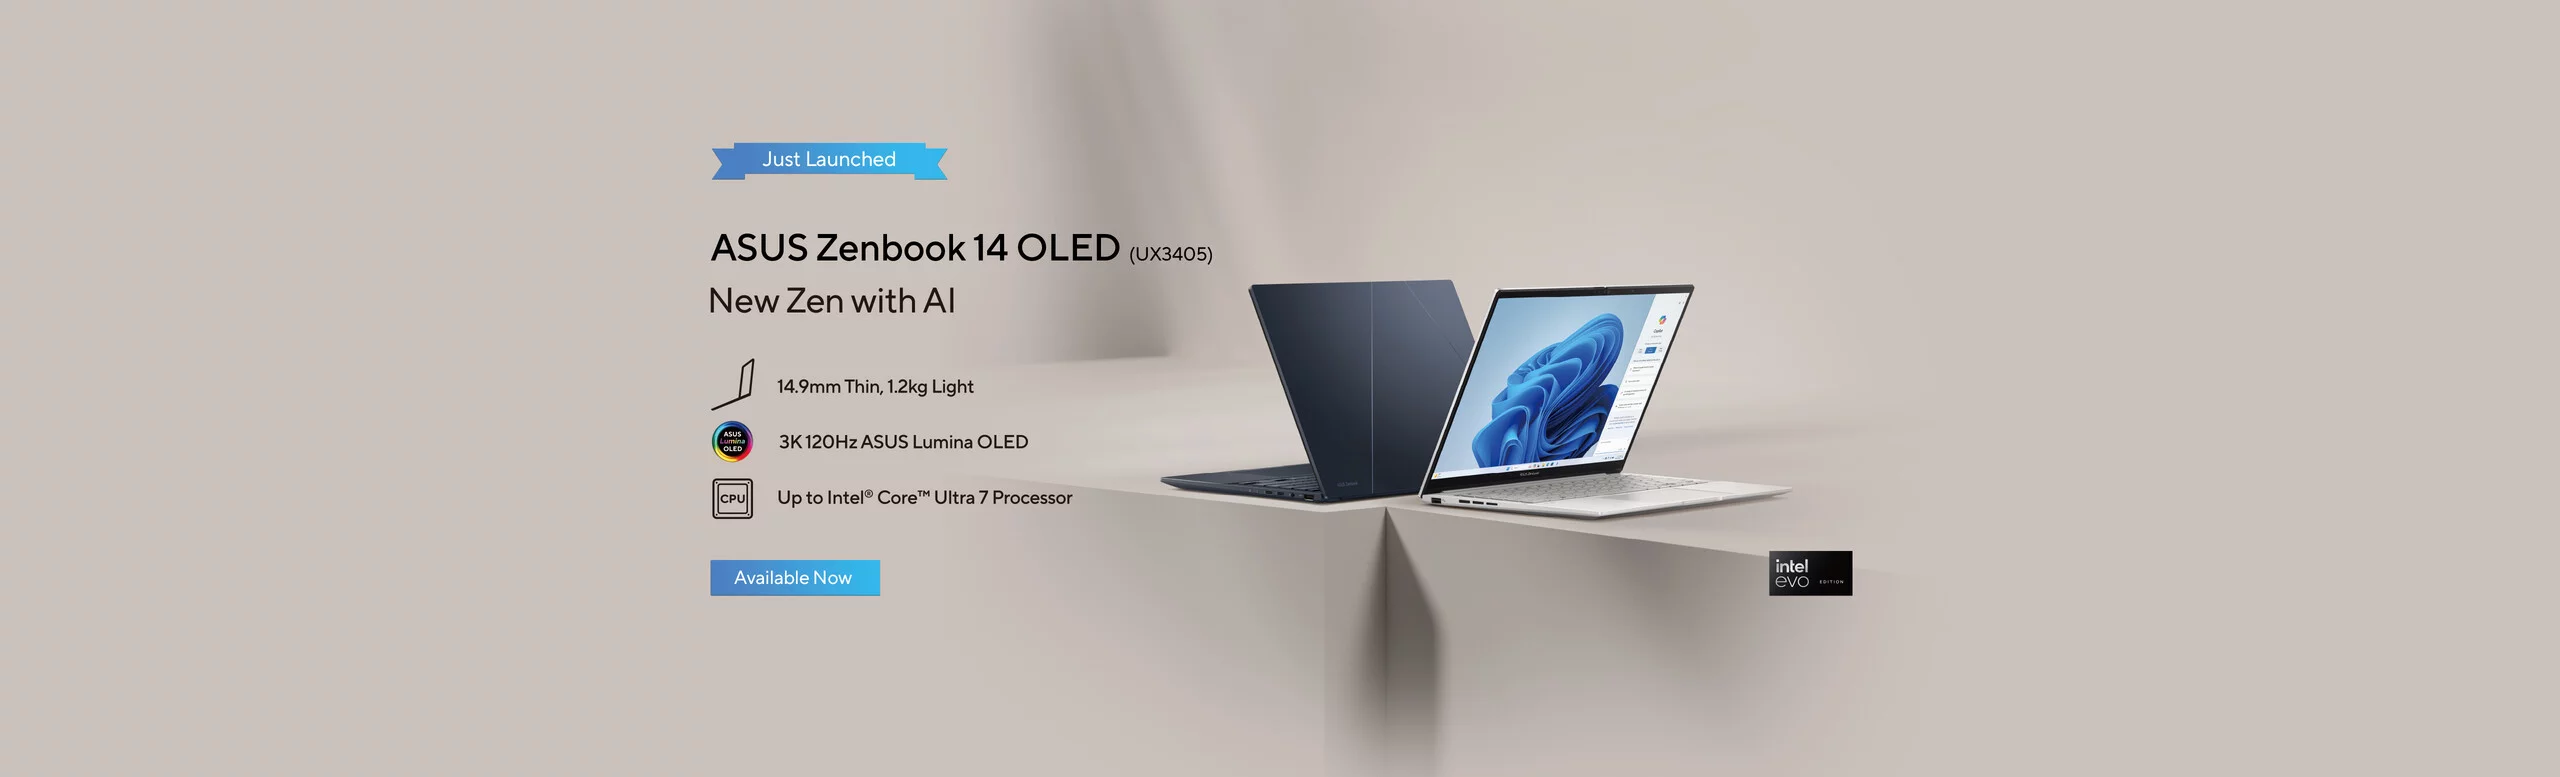 Just Launched
ASUS Zenbook 14 OLED (UX3405)
New Zen with AI
14.9mm Thin, 1.2kg Light
ASUS
Lumina
OLED
3K 120Hz ASUS Lumina OLED
CPU
Up to Intel® Core™ Ultra 7 Processor
Available Now
intel
evo EDITION